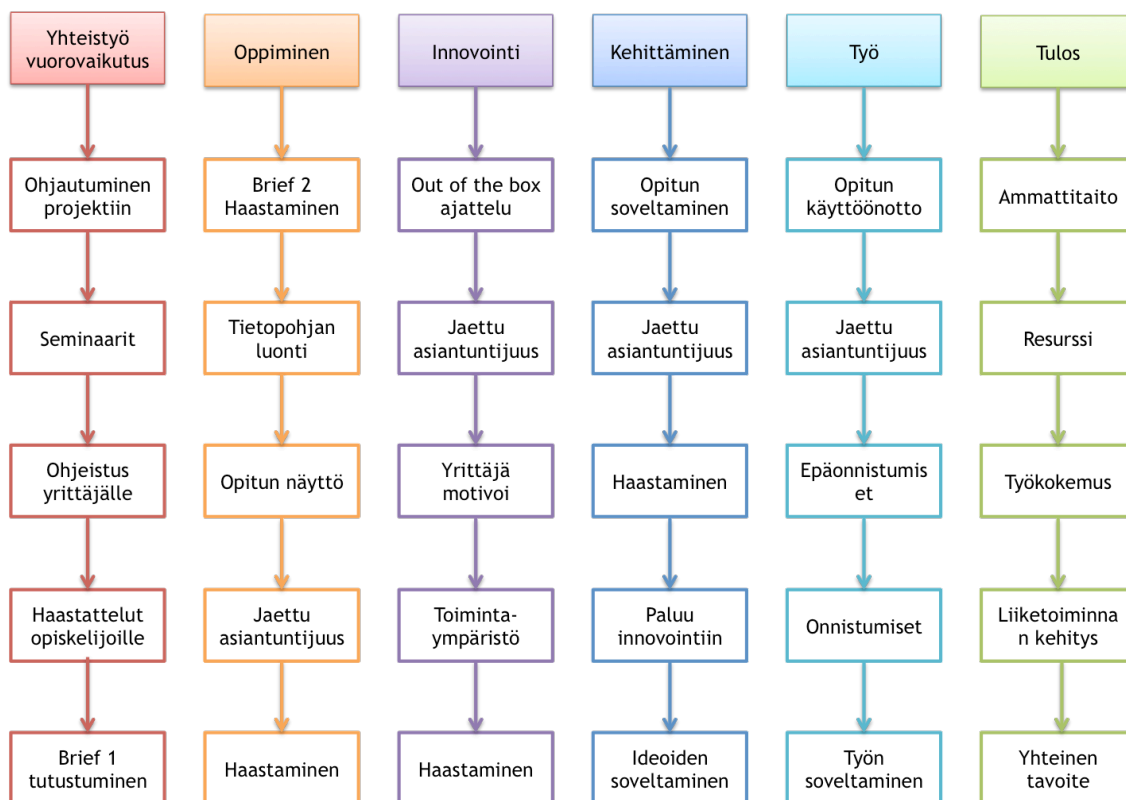 Yhteistyö
vuorovaikutus
Oppiminen
Innovointi
Kehittäminen
Työ
Tulos
Ohjautuminen
projektiin
Brief 2
Haastaminen
Out of the box
ajattelu
Opitun
soveltaminen
Opitun
käyttöönotto
Ammattitaito
Seminaarit
Tietopohjan
luonti
Jaettu
asiantuntijuus
Jaettu
asiantuntijuus
Jaettu
asiantuntijuus
Resurssi
Ohjeistus
yrittäjälle
Opitun näyttö
Yrittäjä
motivoi
Haastaminen
Epäonnistumis
et
Työkokemus
Haastattelut
opiskelijoille
Jaettu
asiantuntijuus
Toiminta-
ympäristö
Paluu
innovointiin
Onnistumiset
Liiketoiminna
n kehitys
Brief 1
tutustuminen
Haastaminen
Haastaminen
Ideoiden
soveltaminen
Työn
soveltaminen
Yhteinen
tavoite